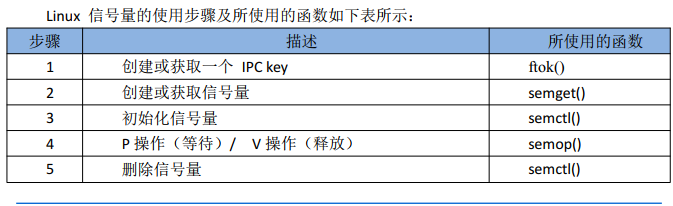 Linux 信号量的使用步骤及所使用的函数如下表所示：
步骤 描述 所使用的函数
1 创建或获取一个 IPC key ftok()
2 创建或获取信号量 semget()
3 初始化信号量 semctl()
4 P 操作（等待）/ V 操作（释放） semop()
5 删除信号量 semctl()